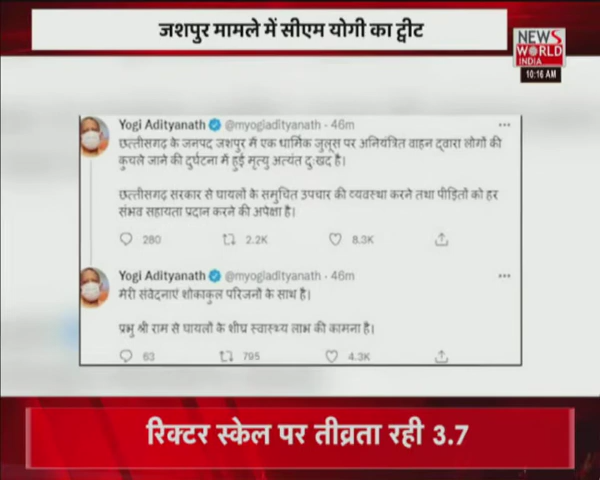 जशपुर मामले में सीएम योगी का ट्वीट
NEWS
WORLD
INDIA
10:16 AM
Yogi Adityanath @myogiadityanath · 46m
छत्तीसगढ़ के जनपद जशपुर में एक धार्मिक जुलूस पर अनियंत्रित वाहन द्वारा लोगों की
कुचले जाने की दुर्घटना में हुई मृत्यु अत्यंत दुःखद है।
छत्तीसगढ़ सरकार से घायलों के समुचित उपचार की व्यवस्था करने तथा पीड़ितों को हर
संभव सहायता प्रदान करने की अपेक्षा है।
280 2.2K 8.3K
Yogi Adityanath @myogiadityanath · 46m
मेरी संवेदनाएं शोकाकुल परिजनों के साथ है।
प्रभु श्री राम से घायलों के शीघ्र स्वास्थ्य लाभ की कामना है।
63 795 4.3K
रिक्टर स्केल पर तीव्रता रही 3.7